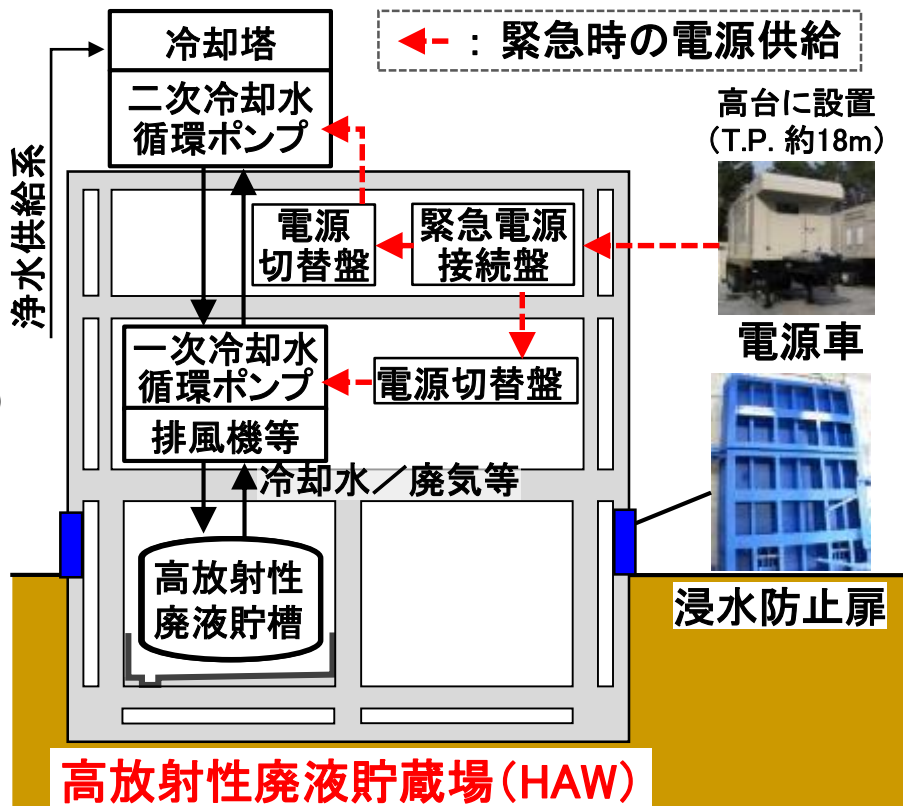 冷却塔
二次冷却水
循環ポンプ
：緊急時の電源供給
高台に設置
（T.P. 約18m）
浄水供給系
電源
切替盤
緊急電源
接続盤
電源車
一次冷却水
循環ポンプ
電源切替盤
排風機等
冷却水／廃気等
高放射性
廃液貯槽
浸水防止扉
高放射性廃液貯蔵場（HAW）